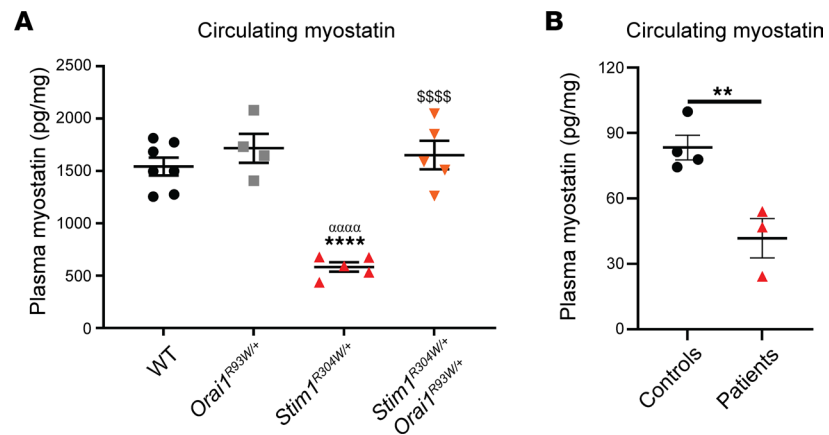 A
Circulating myostatin
Plasma myostatin (pg/mg)
2500
2000
1500
1000
500
0
$$$$
αααα
****
WT
Orai1R93W/+
Stim1R304W/+
Stim1R304W/+
Orai1R93W/+
B
Circulating myostatin
Plasma myostatin (pg/mg)
120
90
60
30
0
**
Controls
Patients